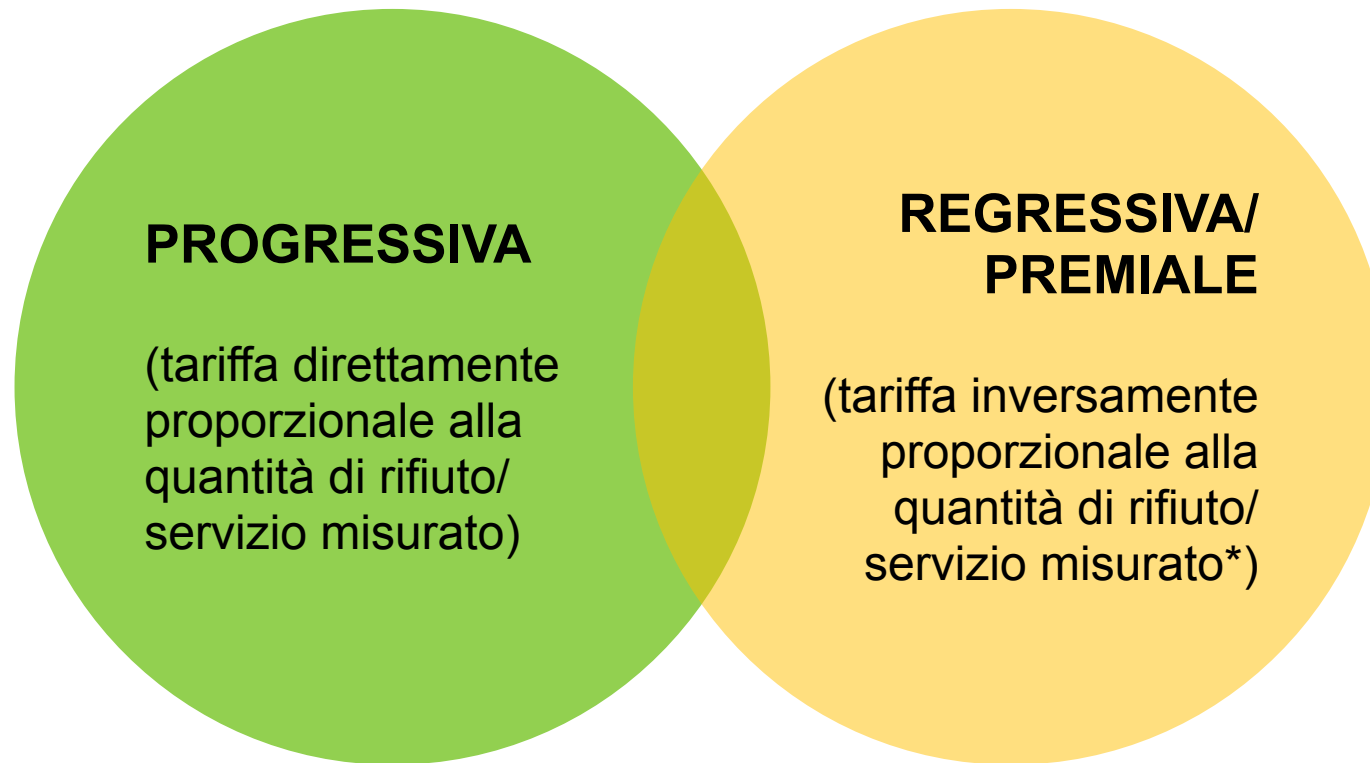 PROGRESSIVA
(tariffa direttamente
proporzionale alla
quantità di rifiuto/
servizio misurato)
REGRESSIVA/
PREMIALE
(tariffa inversamente
proporzionale alla
quantità di rifiuto/
servizio misurato*)